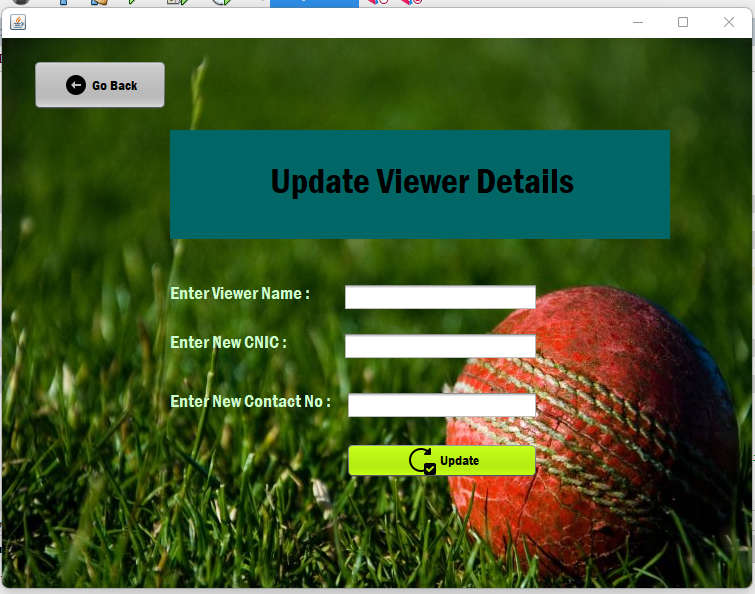 Go Back
Update Viewer Details
Enter Viewer Name :
Enter New CNIC :
Enter New Contact No :
Update